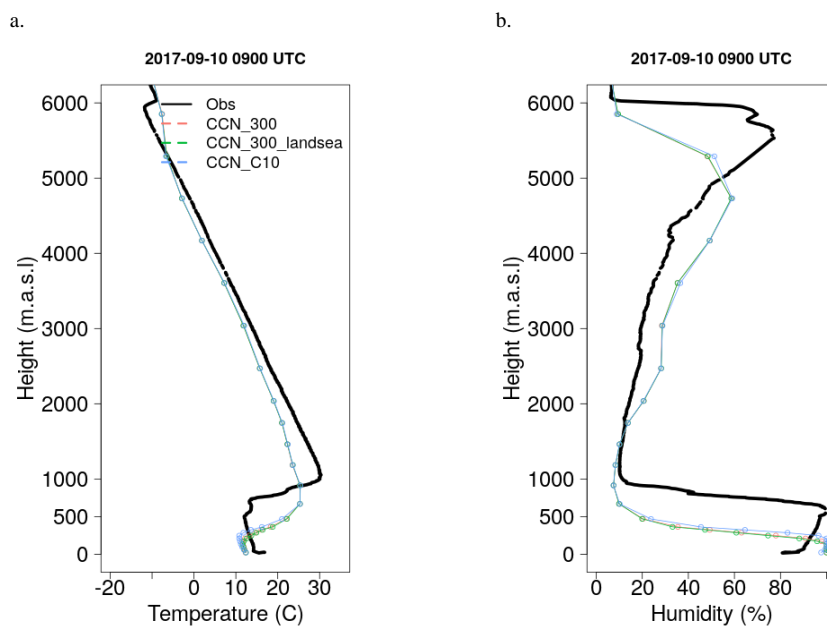 a.
2017-09-10 0900 UTC
Obs
CCN_300
CCN_300_landsea
CCN_C10
6000
5000
4000
3000
2000
1000
500
0
Height (m.a.s.l)
-20 0 10 20 30
Temperature (C)
b.
2017-09-10 0900 UTC
6000
5000
4000
3000
2000
1000
500
0
Height (m.a.s.l)
0 20 40 60 80
Humidity (%)